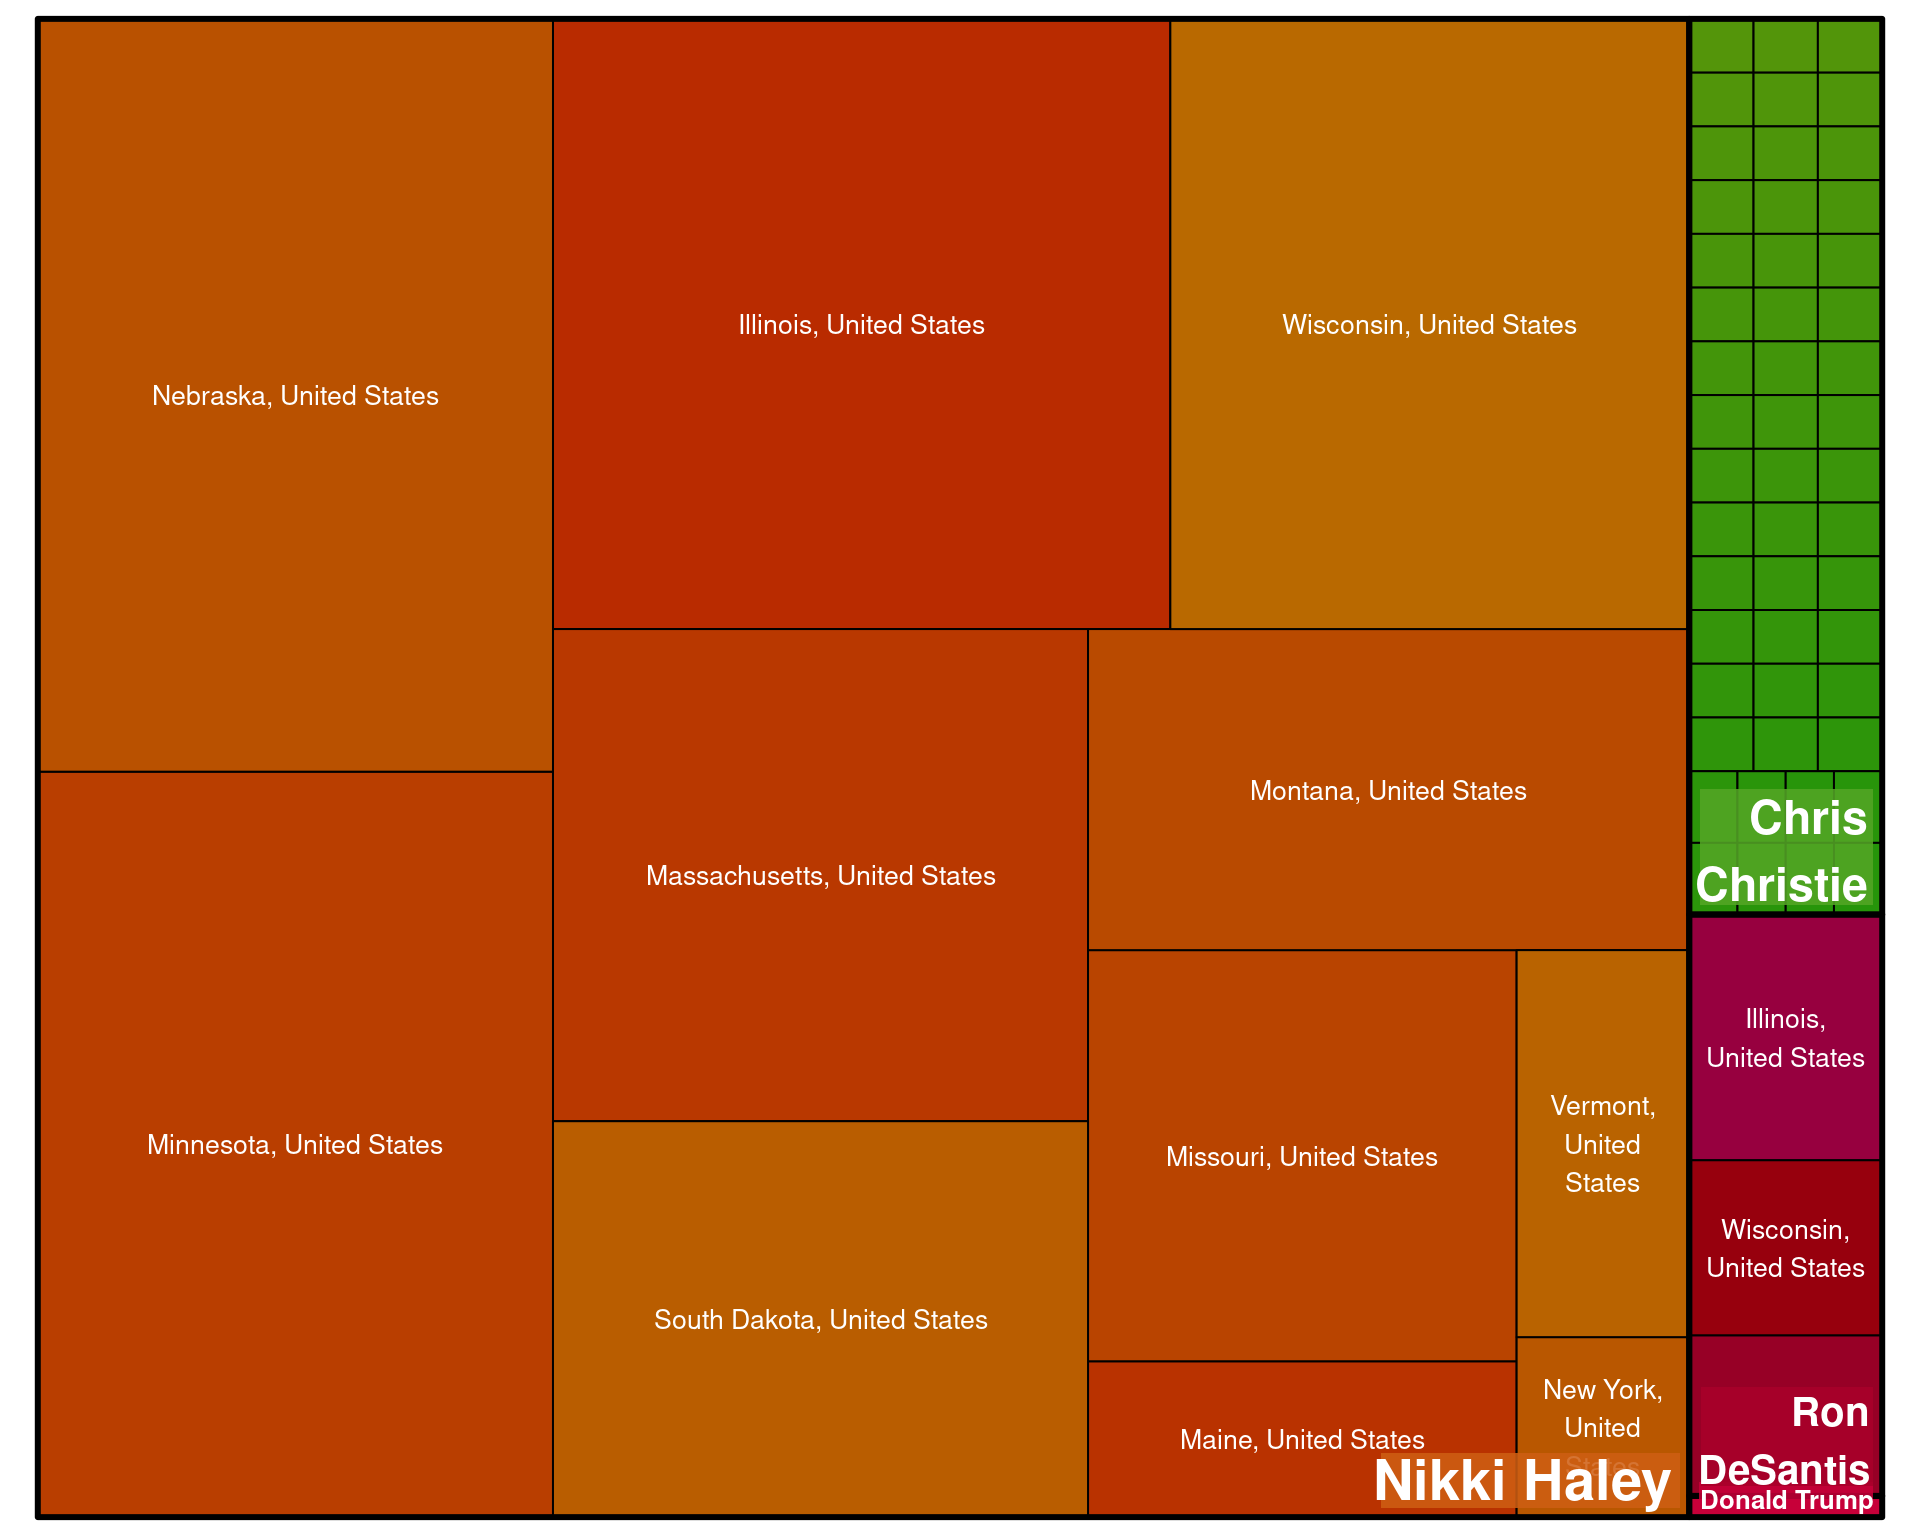 Nebraska, United States
Illinois, United States
Wisconsin, United States
Minnesota, United States
Massachusetts, United States
Montana, United States
South Dakota, United States
Missouri, United States
Vermont,
United
States
Maine, United States
New York,
United
States
Nikki Haley
Chris
Christie
Illinois,
United States
Wisconsin,
United States
Ron
DeSantis
Donald Trump